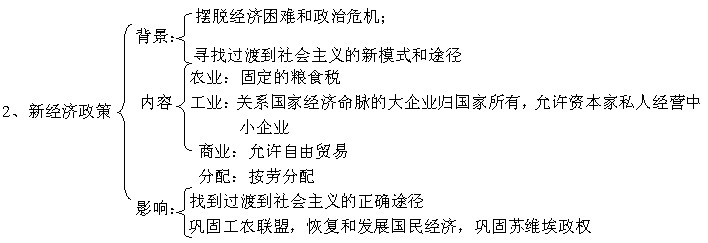 摆脱经济困难和政治危机；
背景：
寻找过渡到社会主义的新模式和途径
农业：固定的粮食税
2、新经济政策
内容
工业：关系国家经济命脉的大企业归国家所有，允许资本家私人经营中
小企业
商业：允许自由贸易
分配：按劳分配
找到过渡到社会主义的正确途径
影响：
巩固工农联盟，恢复和发展国民经济，巩固苏维埃政权